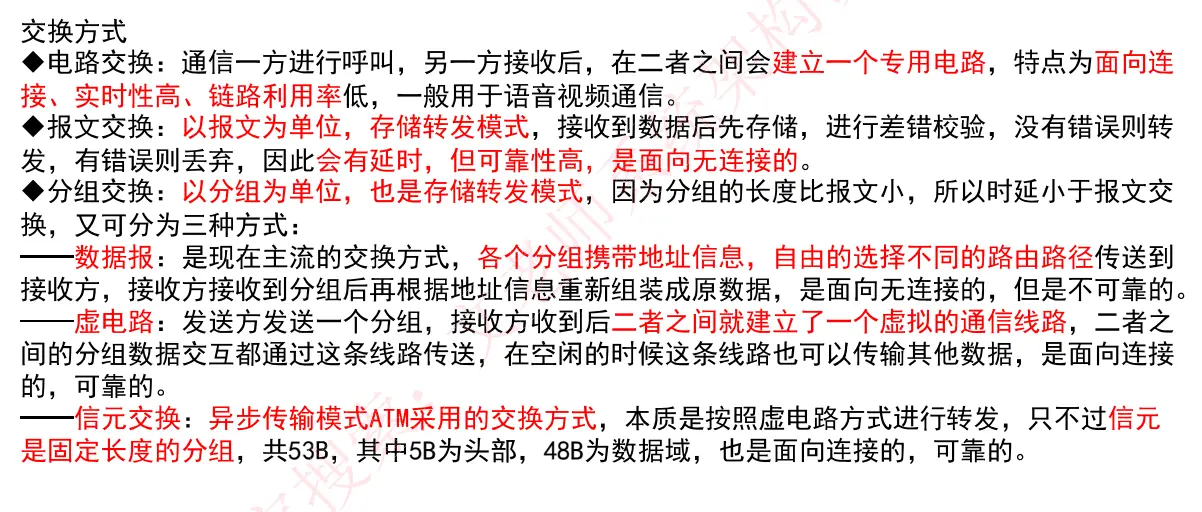 交换方式
◆电路交换：通信一方进行呼叫，另一方接收后，在二者之间会建立一个专用电路，特点为面向连
接、实时性高、链路利用率低，一般用于语音视频通信。
◆报文交换：以报文为单位，存储转发模式，接收到数据后先存储，进行差错校验，没有错误则转
发，有错误则丢弃，因此会有延时，但可靠性高，是面向无连接的。
◆分组交换：以分组为单位，也是存储转发模式，因为分组的长度比报文小，所以时延小于报文交
换，又可分为三种方式：
——数据报：是现在主流的交换方式，各个分组携带地址信息，自由的选择不同的路由路径传送到
接收方，接收方接收到分组后再根据地址信息重新组装成原数据，是面向无连接的，但是不可靠的。
——虚电路：发送方发送一个分组，接收方收到后二者之间就建立了一个虚拟的通信线路，二者之
间的分组数据交互都通过这条线路传送，在空闲的时候这条线路也可以传输其他数据，是面向连接
的，可靠的。
——信元交换：异步传输模式ATM采用的交换方式，本质是按照虚电路方式进行转发，只不过信元
是固定长度的分组，共53B，其中5B为头部，48B为数据域，也是面向连接的，可靠的。